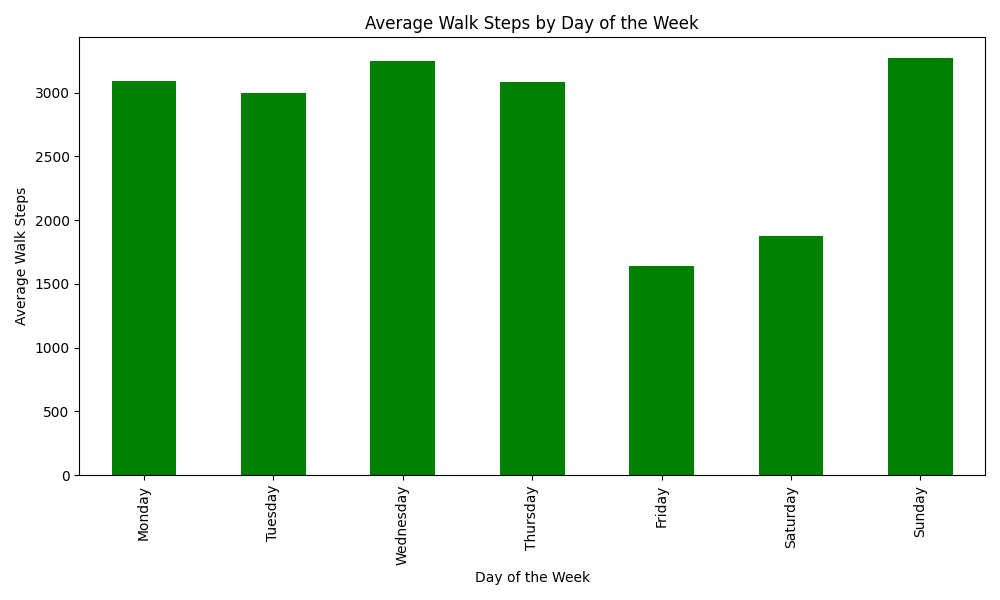 Average Walk Steps by Day of the Week
Average Walk Steps
3000
2500
2000
1500
1000
500
0
Monday
Tuesday
Wednesday
Thursday
Friday
Saturday
Sunday
Day of the Week